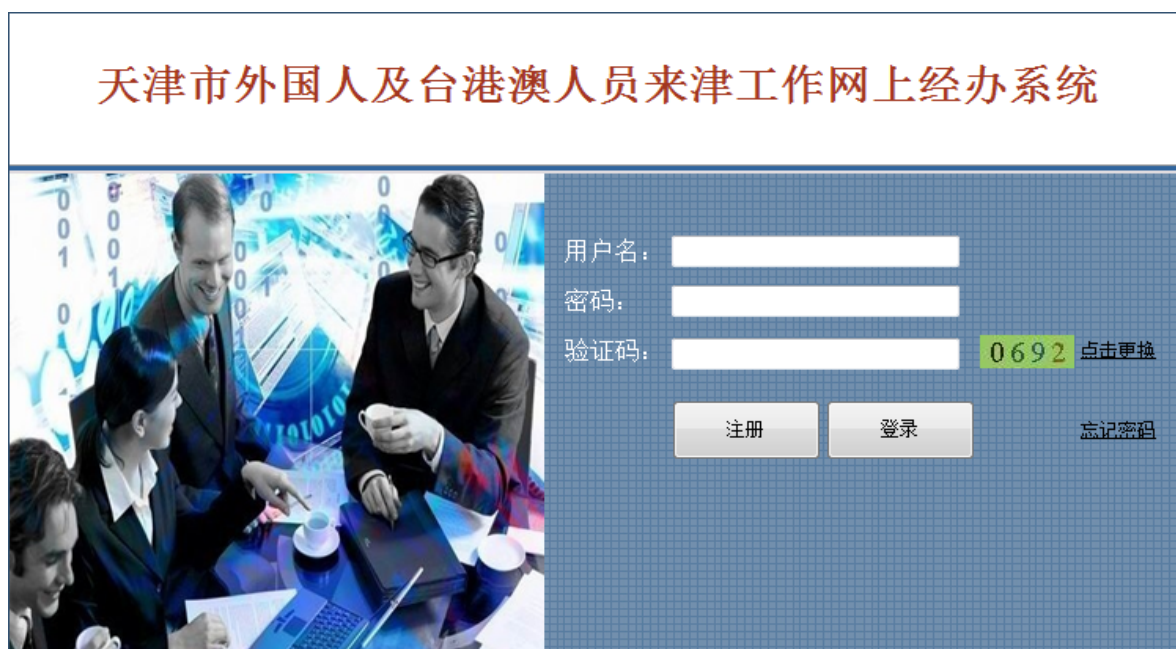 天津市外国人及台港澳人员来津工作网上经办系统
用户名：
密码：
验证码： 0692 点击更换
注册 登录 忘记密码